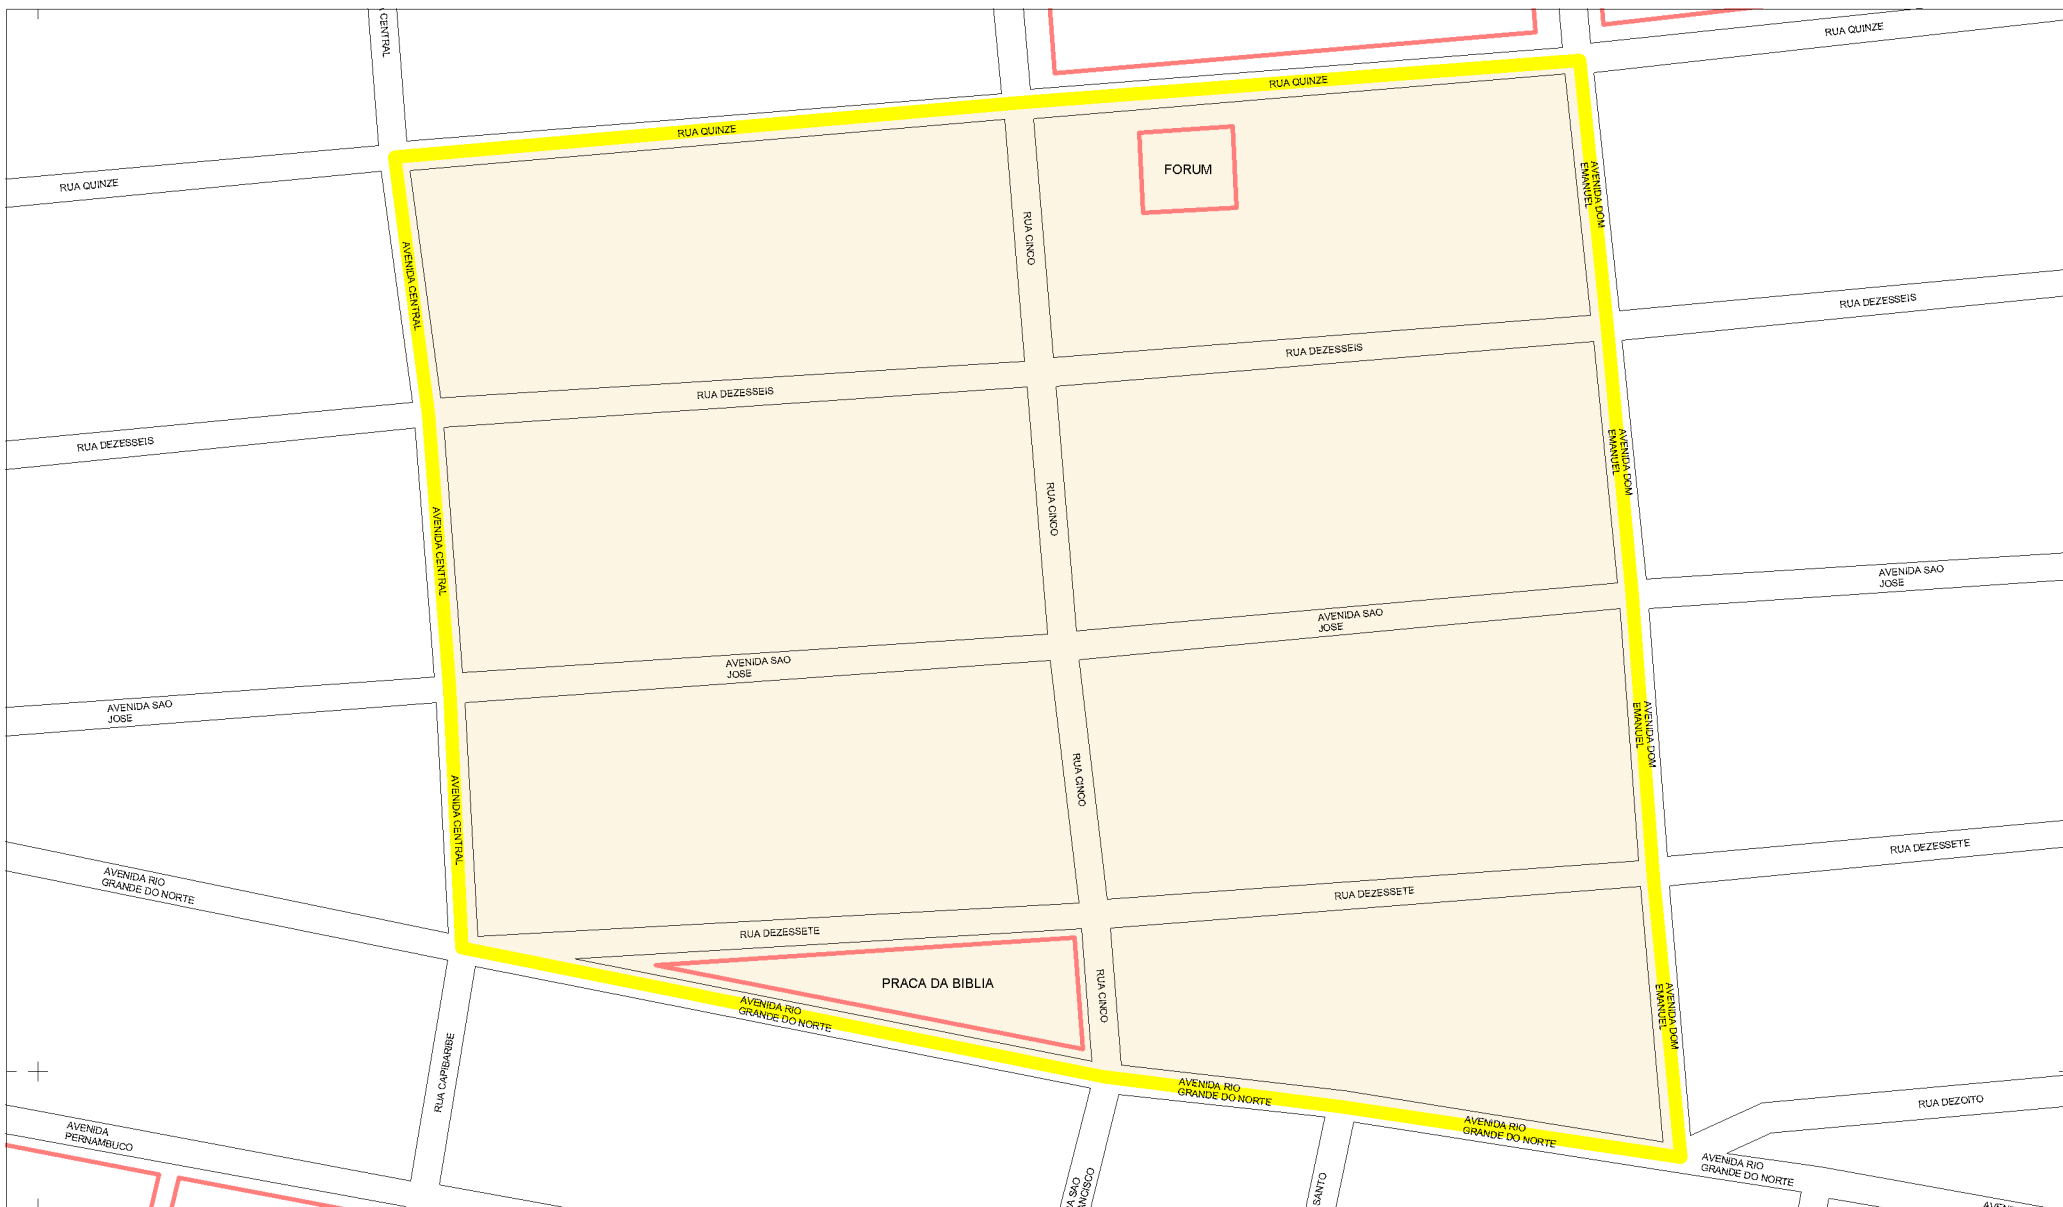 CENTRAL
RUA QUINZE
RUA QUINZE
RUA QUINZE
RUA QUINZE
FORUM
AVENIDA DOM
EMANUEL
RUA CINCO
AVENIDA CENTRAL
RUA DEZESSEIS
RUA DEZESSEIS
RUA DEZESSEIS
RUA DEZESSEIS
AVENIDA DOM
EMANUEL
RUA CINCO
AVENIDA CENTRAL
AVENIDA SAO
JOSE
AVENIDA SAO
JOSE
AVENIDA SAO
JOSE
AVENIDA SAO
JOSE
AVENIDA DOM
EMANUEL
RUA CINCO
AVENIDA CENTRAL
RUA DEZESSETE
RUA DEZESSETE
RUA DEZESSETE
AVENIDA RIO
GRANDE DO NORTE
PRACA DA BIBLIA
RUA CINCO
AVENIDA DOM
EMANUEL
AVENIDA RIO
GRANDE DO NORTE
RUA CAPIBARIBE
AVENIDA RIO
GRANDE DO NORTE
RUA DEZOITO
AVENIDA RIO
GRANDE DO NORTE
AVENIDA
PERNAMBUCO
AVENIDA RIO
GRANDE DO NORTE
SAO
SANTO